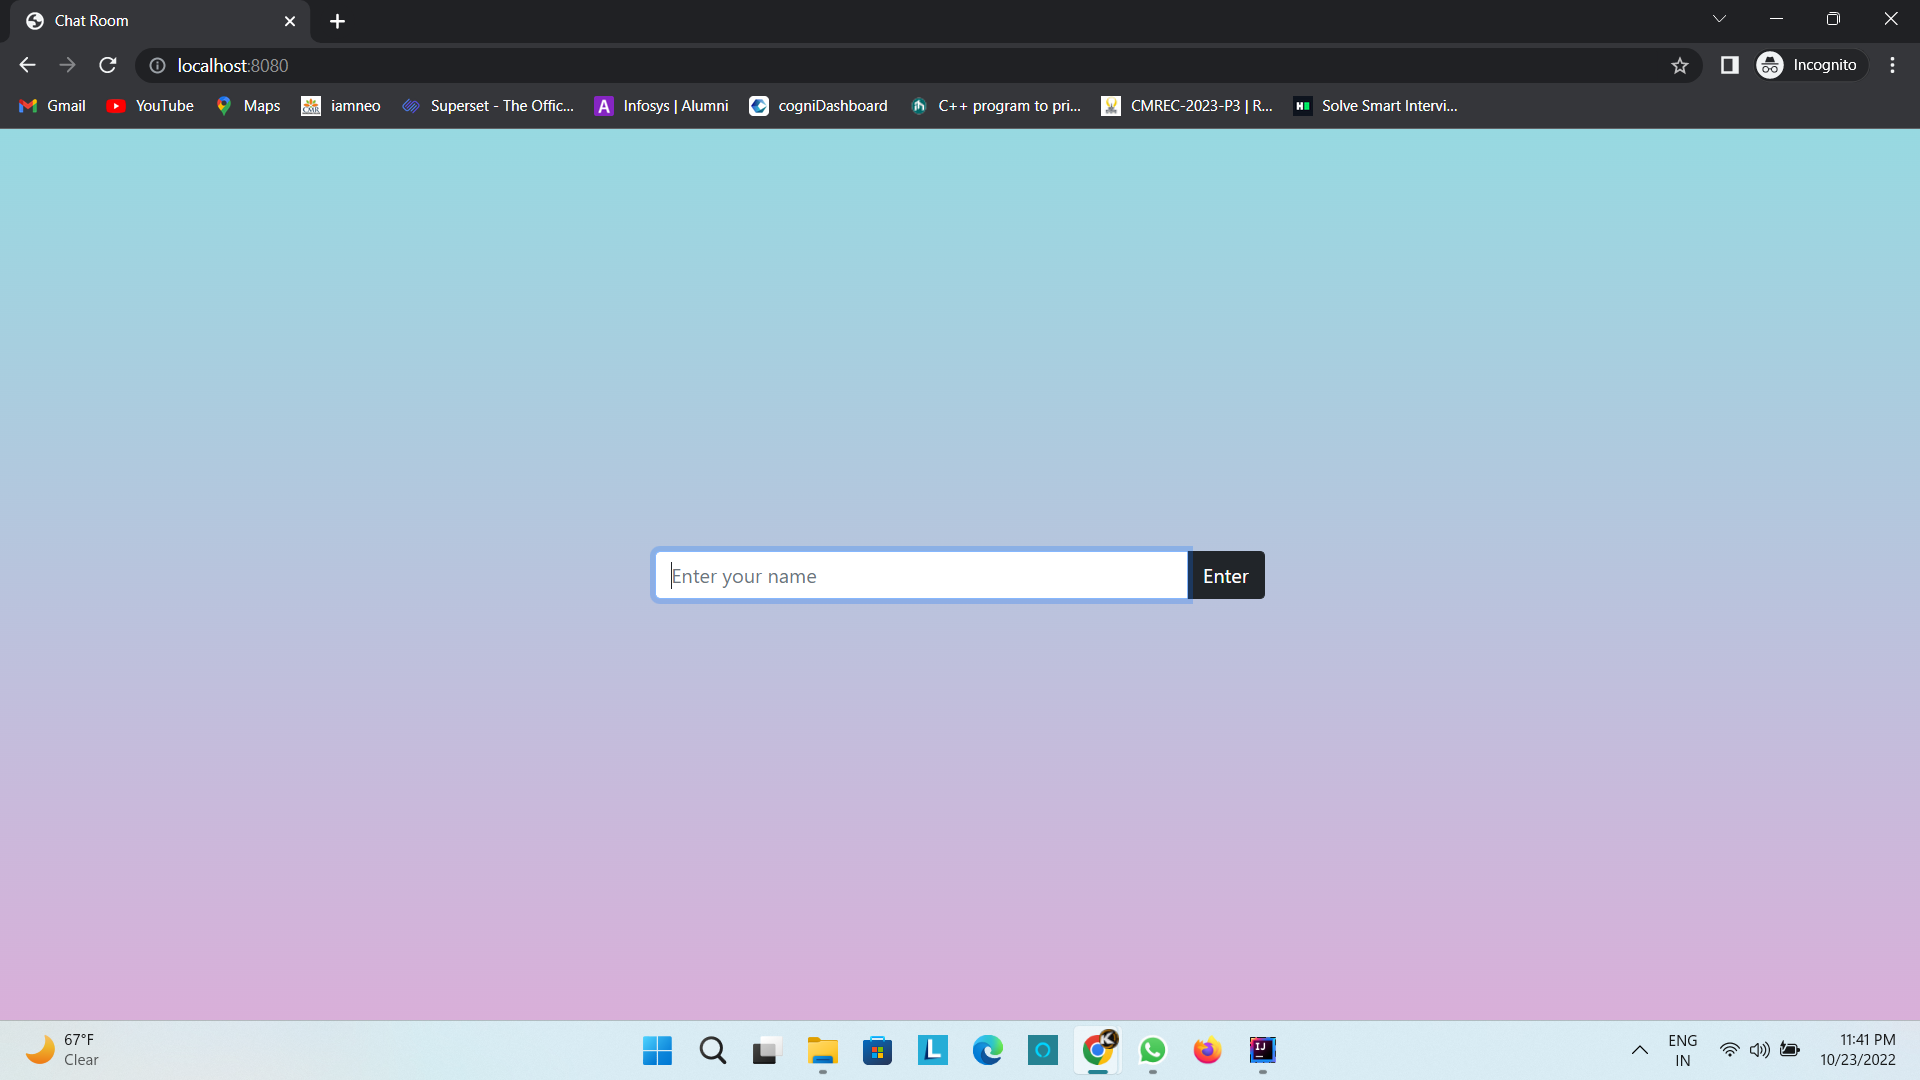 Chat Room
localhost:8080
Incognito
Gmail YouTube Maps iamneo Superset - The Offic... Infosys | Alumni cogniDashboard C++ program to pri... CMREC-2023-P3 | R... Solve Smart Intervi...
Enter your name Enter
67°F
Clear
ENG
IN
11:41 PM
10/23/2022